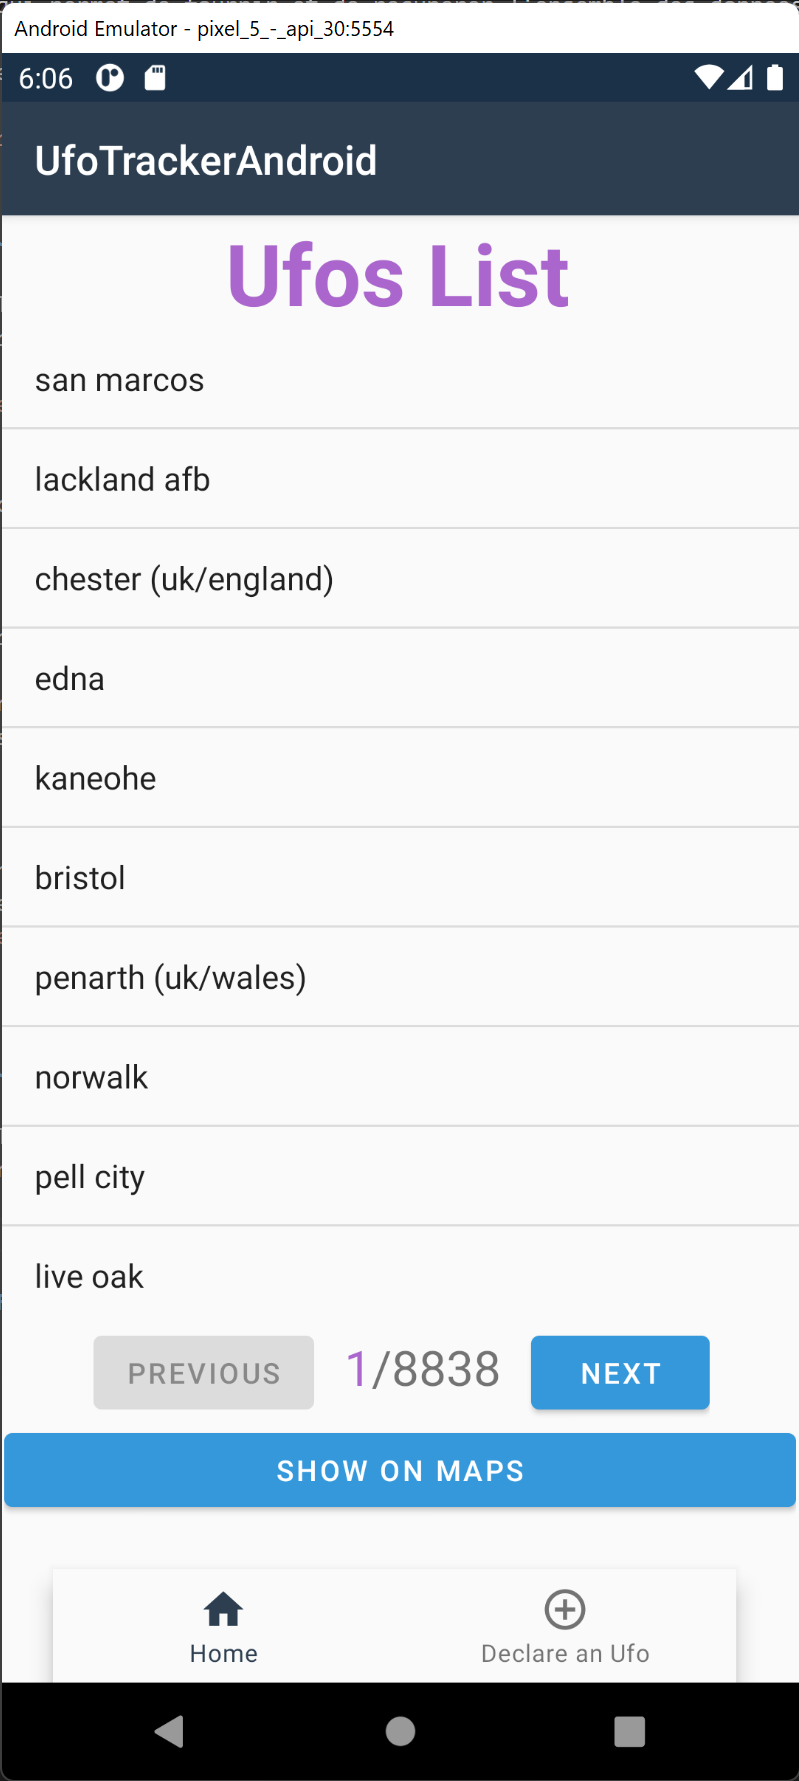 Android Emulator - pixel_5_-_api_30:5554
6:06
UfoTrackerAndroid
Ufos List
san marcos
lackland afb
chester (uk/england)
edna
kaneohe
bristol
penarth (uk/wales)
norwalk
pell city
live oak
PREVIOUS 1/8838 NEXT
SHOW ON MAPS
Home Declare an Ufo